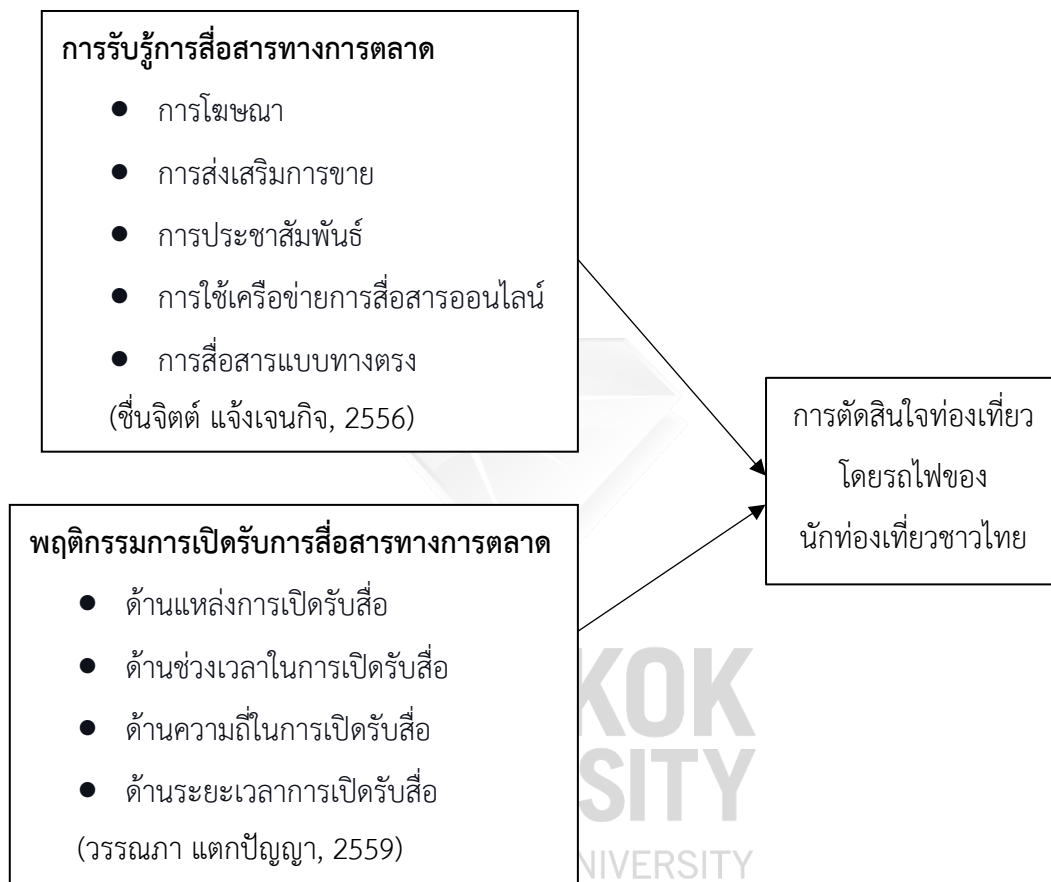 การรับรู้การสื่อสารทางการตลาด
● การโฆษณา
● การส่งเสริมการขาย
● การประชาสัมพันธ์
● การใช้เครือข่ายการสื่อสารออนไลน์
● การสื่อสารแบบทางตรง
(ชื่นจิตต์ แจ้งเจนกิจ, 2556)
พฤติกรรมการเปิดรับการสื่อสารทางการตลาด
● ด้านแหล่งการเปิดรับสื่อ
● ด้านช่วงเวลาในการเปิดรับสื่อ
● ด้านความถี่ในการเปิดรับสื่อ
● ด้านระยะเวลาการเปิดรับสื่อ
(วรรณภา แตกปัญญา, 2559)
การตัดสินใจท่องเที่ยว
โดยรถไฟของ
นักท่องเที่ยวชาวไทย
KOK
SITY
NIVERSITY